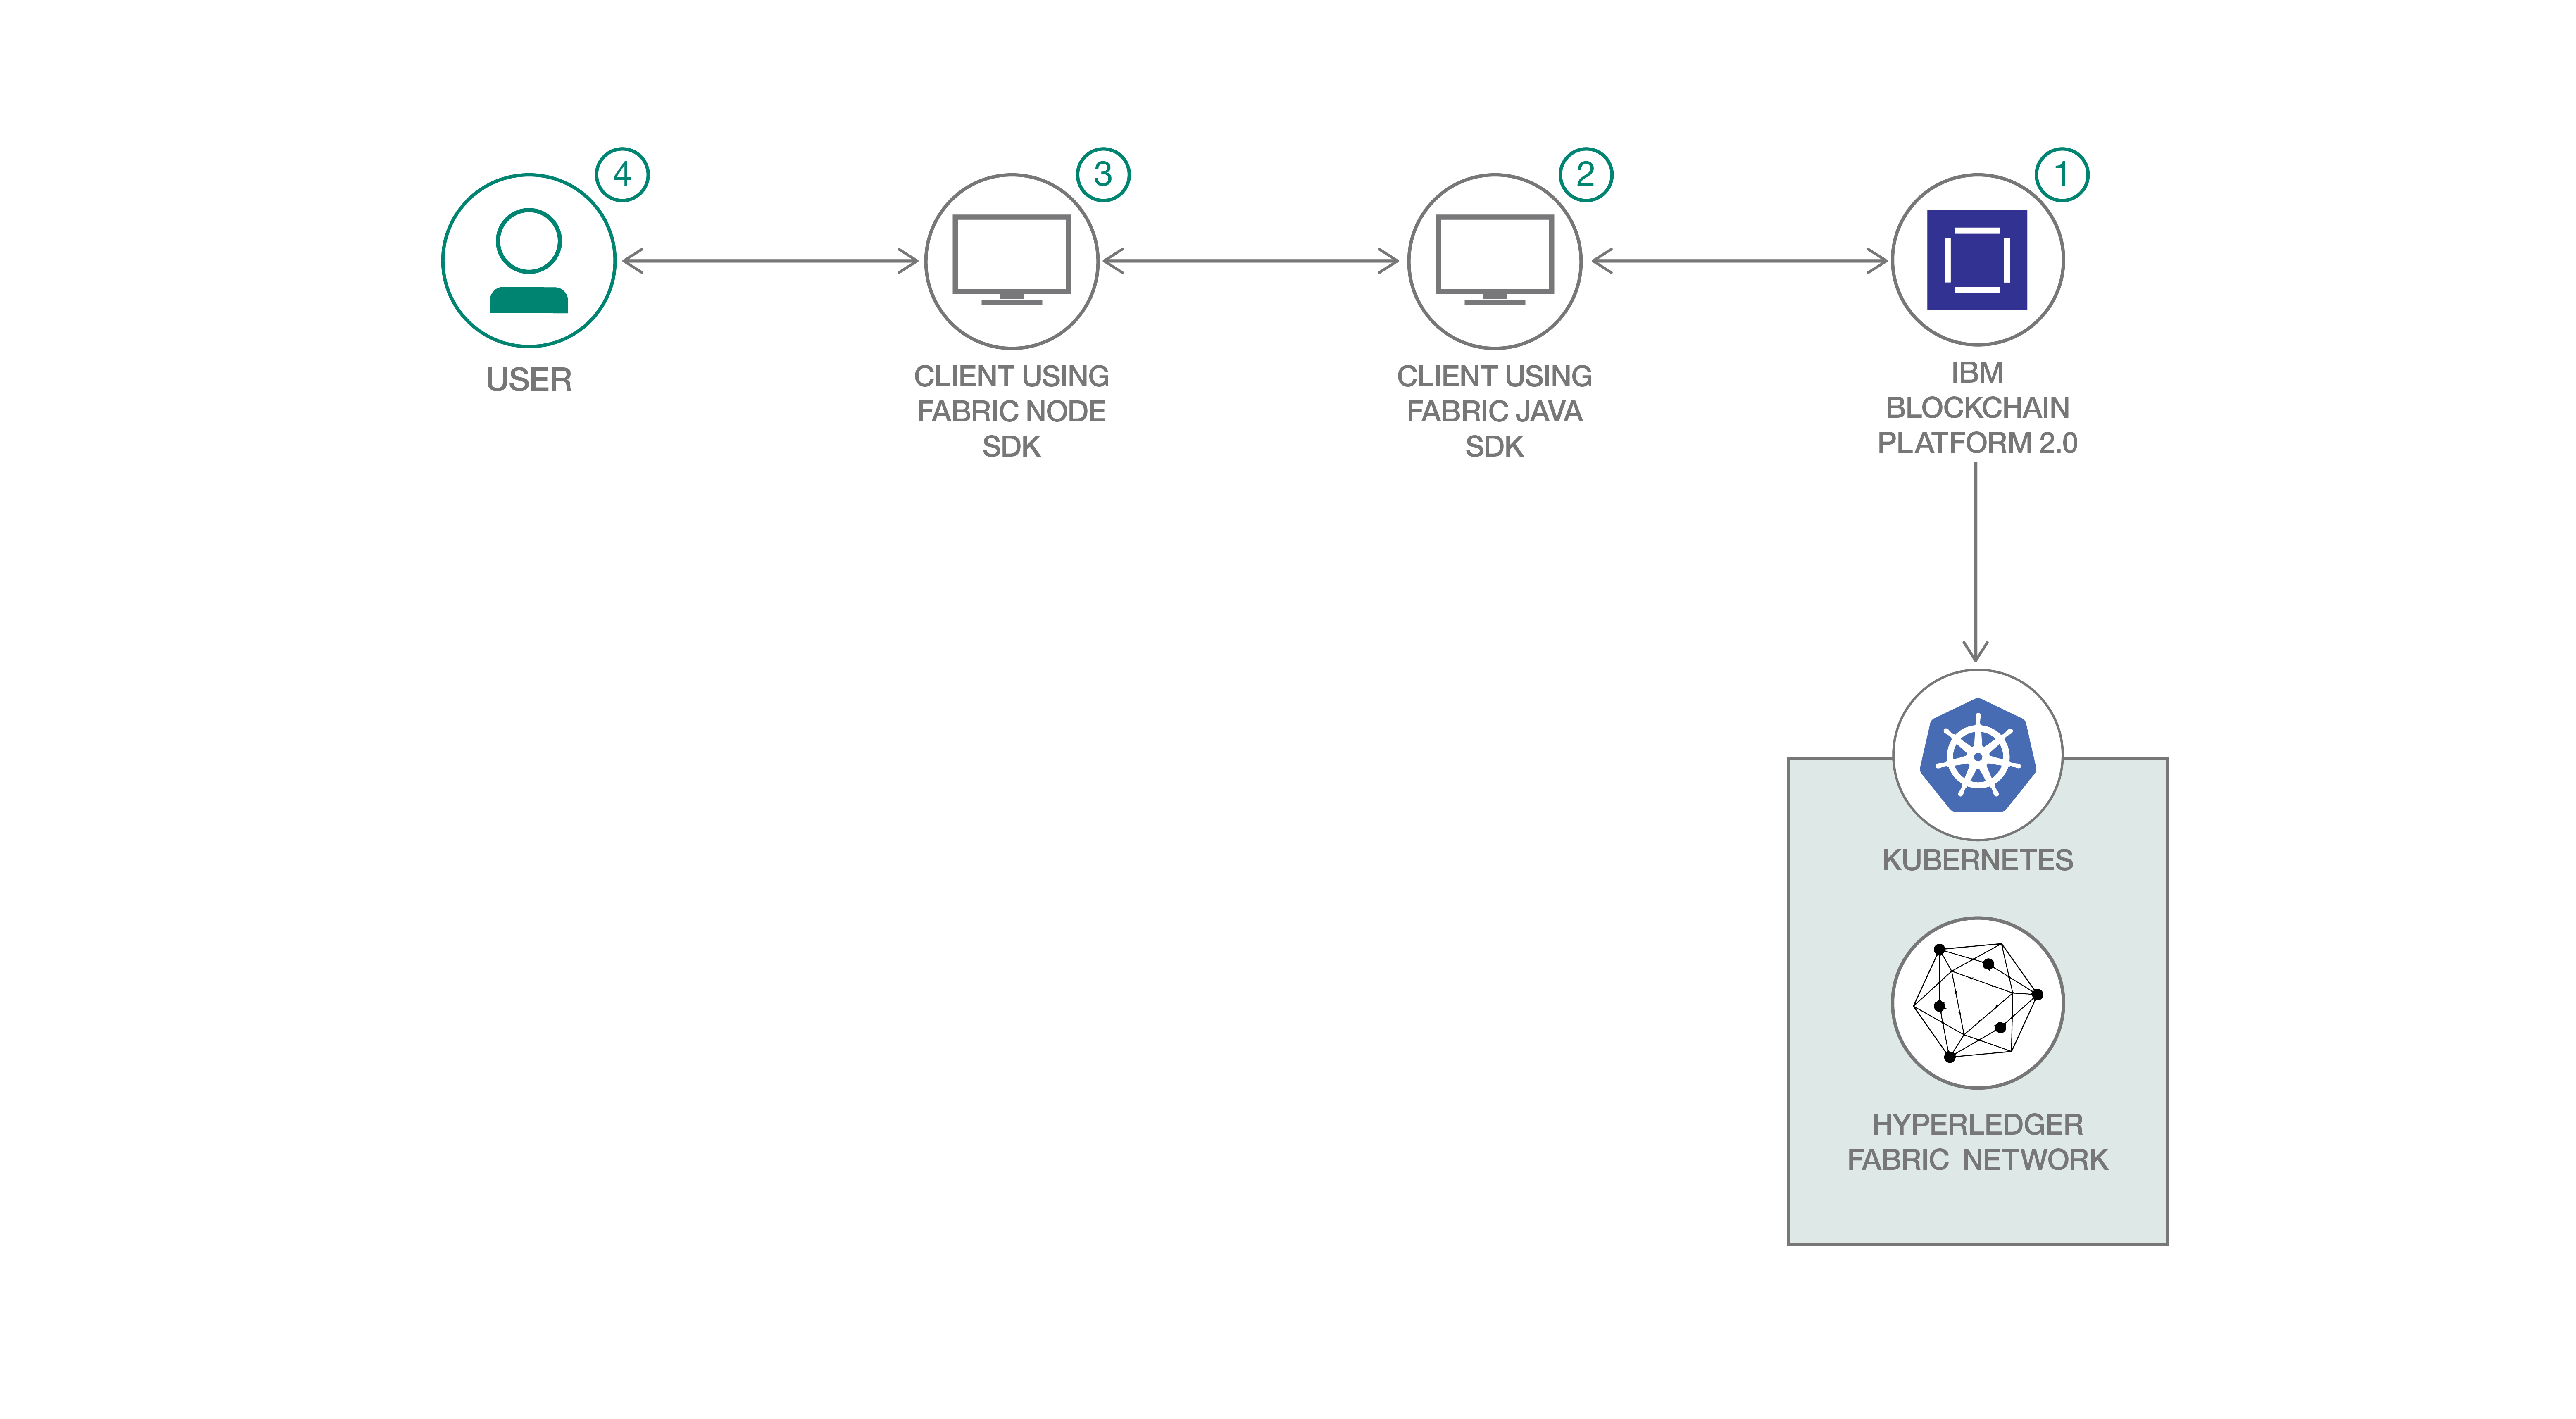 4
USER
3
CLIENT USING
FABRIC NODE
SDK
2
CLIENT USING
FABRIC JAVA
SDK
1
IBM
BLOCKCHAIN
PLATFORM 2.0
KUBERNETES
HYPERLEDGER
FABRIC NETWORK